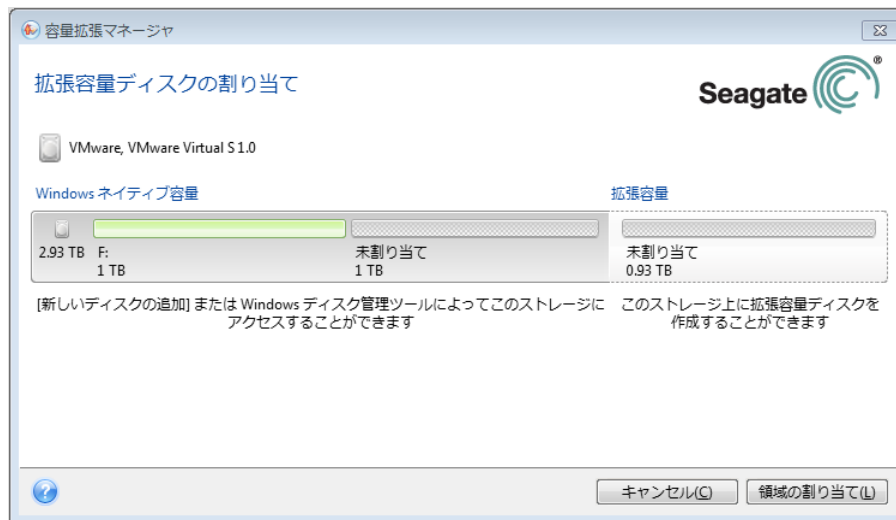 容量拡張マネージャ
拡張容量ディスクの割り当て
Seagate®
VMware, VMware Virtual S 1.0
Windows ネイティブ容量
拡張容量
2.93 TB
F:
1 TB
未割り当て
1 TB
未割り当て
0.93 TB
[新しいディスクの追加] または Windows ディスク管理ツールによってこのストレージに
アクセスすることができます
このストレージ上に拡張容量ディスクを
作成することができます
?
キャンセル(C)
領域の割り当て(L)